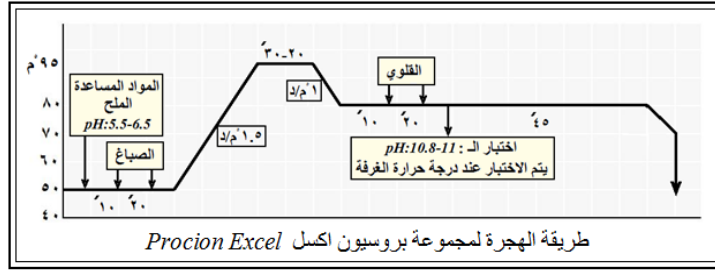 ٩٥°م
٢٠-٣٠َ
المواد المساعدة
الملح
pH:5.5-6.5
الصباغ
١°م/د
١.٥°م/د
القلوي
٨٠
٧٠
٦٠
٥٠
٤٠
١٠َ
٢٠َ
١٠َ
٢٠َ
٤٥َ
اختبار الـ pH:10.8-11 :
يتم الاختبار عند درجة حرارة الغرفة
طريقة الهجرة لمجموعة بروسيون اكسل Procion Excel